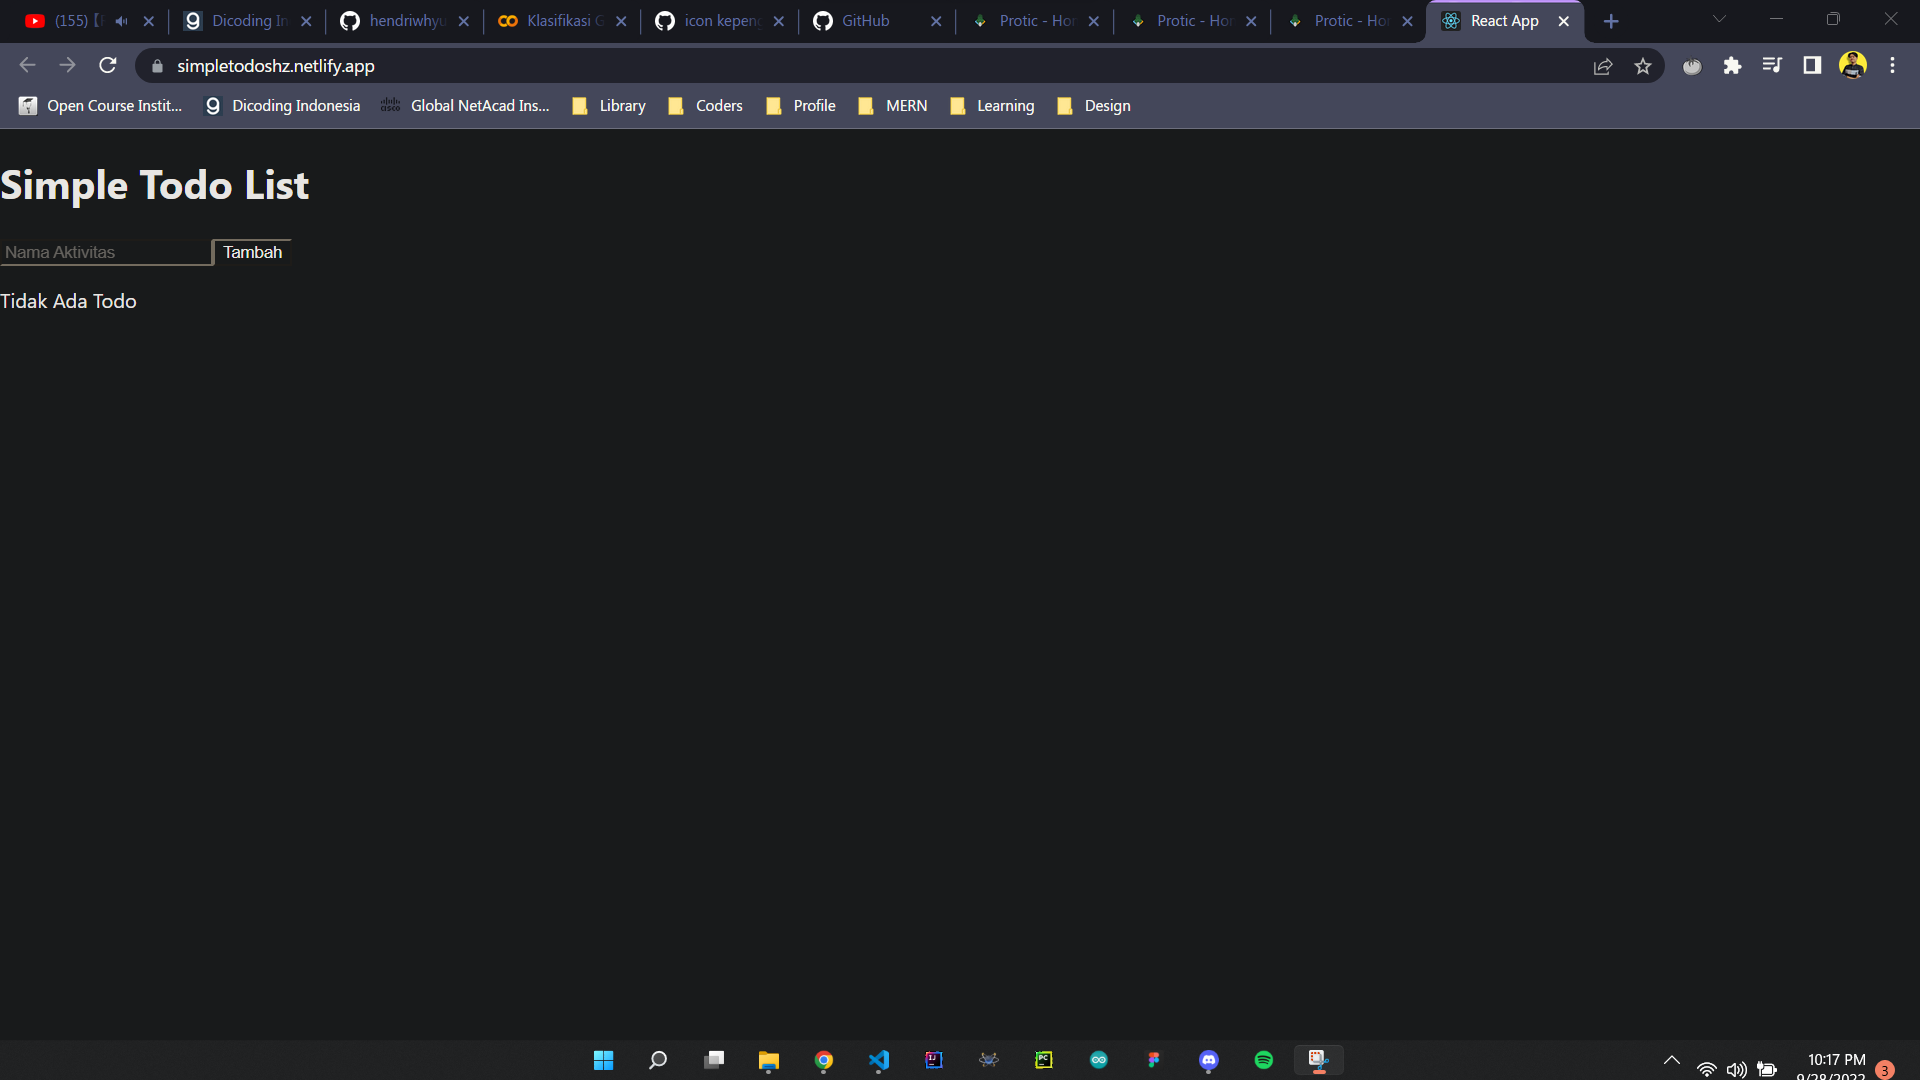 (155)
Dicoding In
hendriwhyu
Klasifikasi G
icon kepeng
GitHub
Protic - Hor
Protic - Hor
Protic - Hor
React App
simpletodoshz.netlify.app
Open Course Instit...
Dicoding Indonesia
Global NetAcad Ins...
Library
Coders
Profile
MERN
Learning
Design
Simple Todo List
Nama Aktivitas
Tambah
Tidak Ada Todo
10:17 PM
9/28/2022
3